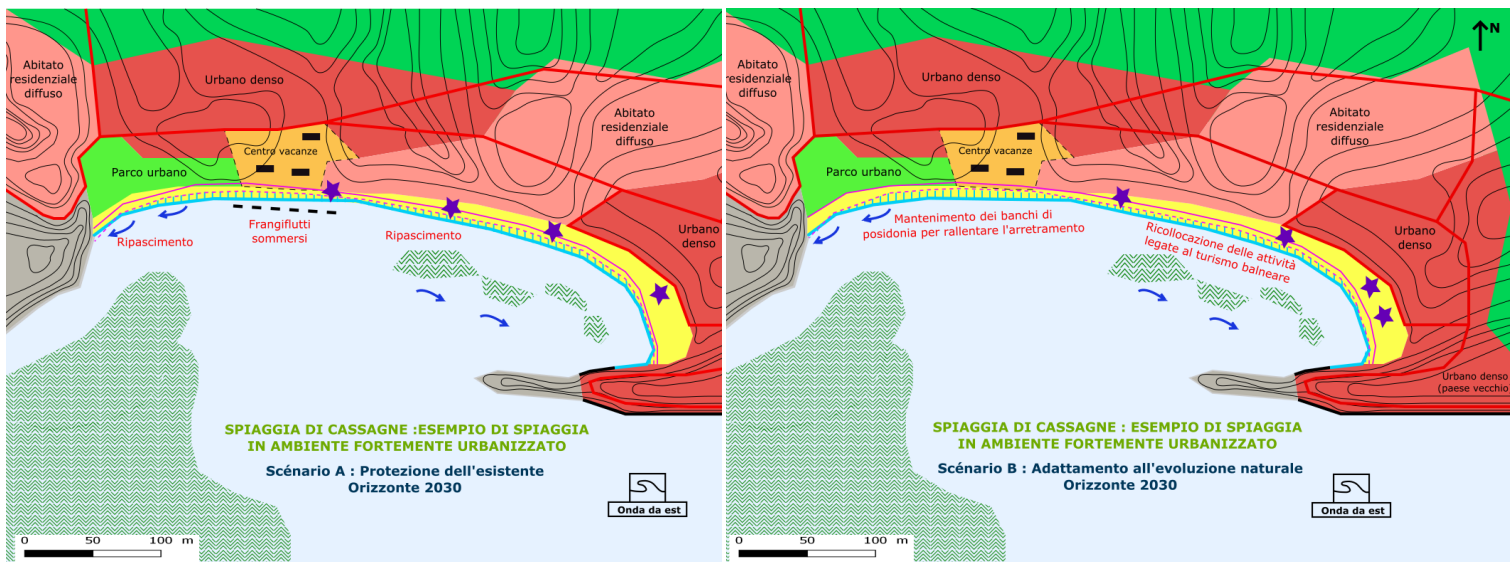 Abitato
residenziale
diffuso
Urbano denso
Abitato
residenziale
diffuso
Centro vacanze
Parco urbano
Urbano
denso
Ripascimento
Frangiflutti
sommersi
Ripascimento
SPIAGGIA DI CASSAGNE :ESEMPIO DI SPIAGGIA
IN AMBIENTE FORTEMENTE URBANIZZATO
Scénario A : Protezione dell'esistente
Orizzonte 2030
Onda da est
0 50 100 m
N
Abitato
residenziale
diffuso
Urbano denso
Abitato
residenziale
diffuso
Centro vacanze
Parco urbano
Urbano
denso
Mantenimento dei banchi di
posidonia per rallentare l'arretramento
Ricollocazione delle attività
legate al turismo balneare
Urbano denso
(paese vecchio
SPIAGGIA DI CASSAGNE : ESEMPIO DI SPIAGGIA
IN AMBIENTE FORTEMENTE URBANIZZATO
Scénario B : Adattamento all'evoluzione naturale
Orizzonte 2030
Onda da est
0 50 100 m